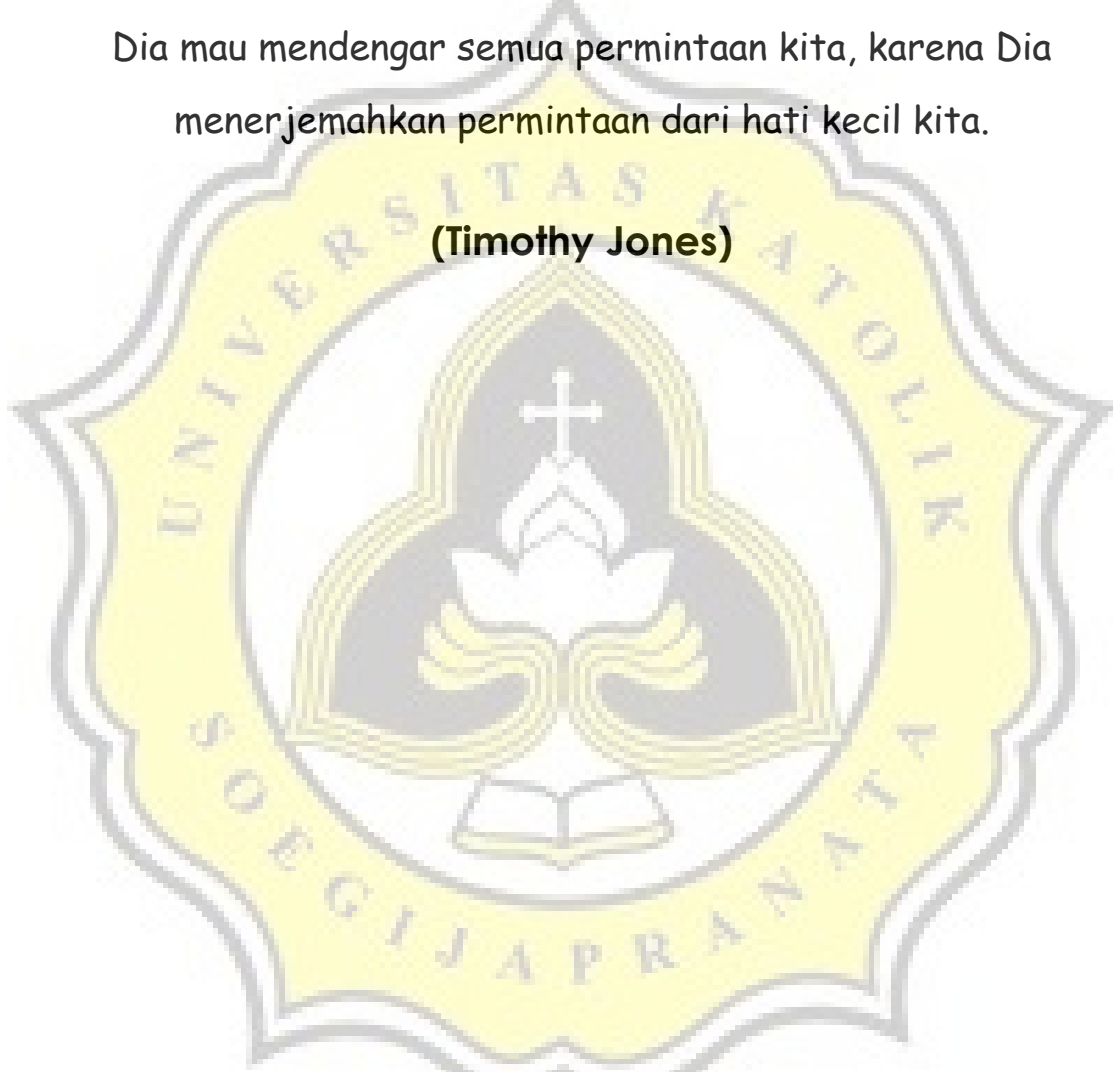 Dia mau mendengar semua permintaan kita, karena Dia
menerjemahkan permintaan dari hati kecil kita.
(Timothy Jones)
UNIVERSITAS KATOLIK
SOEGIJAPRANATA